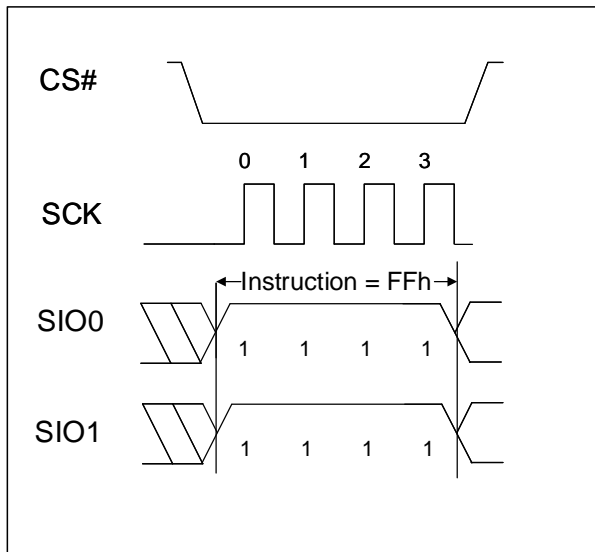 CS#
0 1 2 3
SCK
Instruction = FFh
SIO0
1 1 1 1
SIO1
1 1 1 1